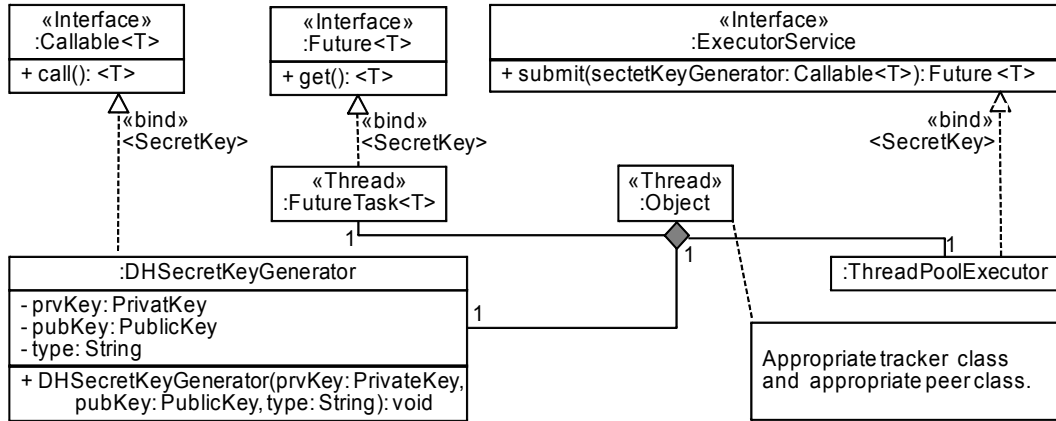 «Interface»
:Callable<T>
+ call(): <T>
«Interface»
:Future<T>
+ get(): <T>
«Interface»
:ExecutorService
+ submit(sectetKeyGenerator: Callable<T>): Future <T>
«bind»
<SecretKey>
«bind»
<SecretKey>
«bind»
<SecretKey>
«Thread»
:FutureTask<T>
«Thread»
:Object
1
1
1
:DHSecretKeyGenerator
- prvKey: PrivatKey
- pubKey: PublicKey
- type: String
+ DHSecretKeyGenerator(prvKey: PrivateKey,
pubKey: PublicKey, type: String): void
1
:ThreadPoolExecutor
Appropriate tracker class
and appropriate peer class.